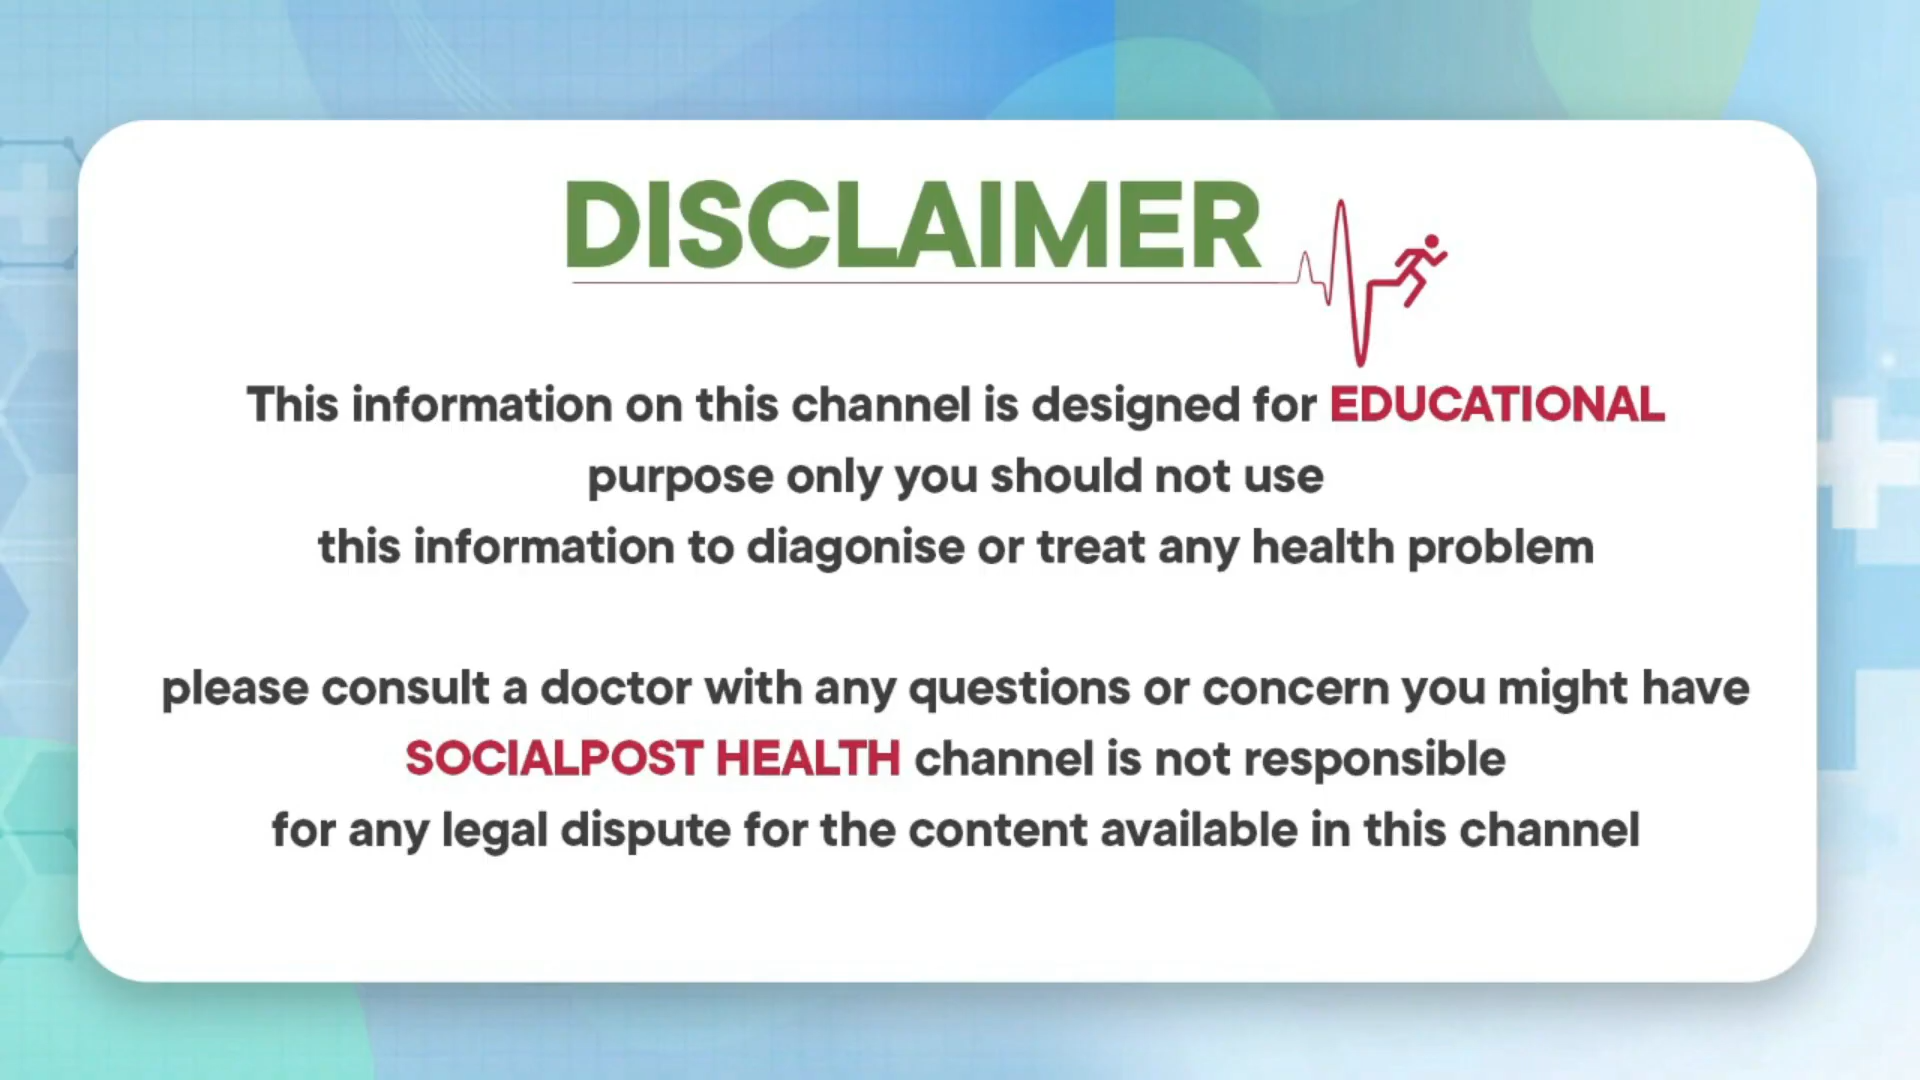 DISCLAIMER
This information on this channel is designed for EDUCATIONAL
purpose only you should not use
this information to diagonise or treat any health problem
please consult a doctor with any questions or concern you might have
SOCIALPOST HEALTH channel is not responsible
for any legal dispute for the content available in this channel